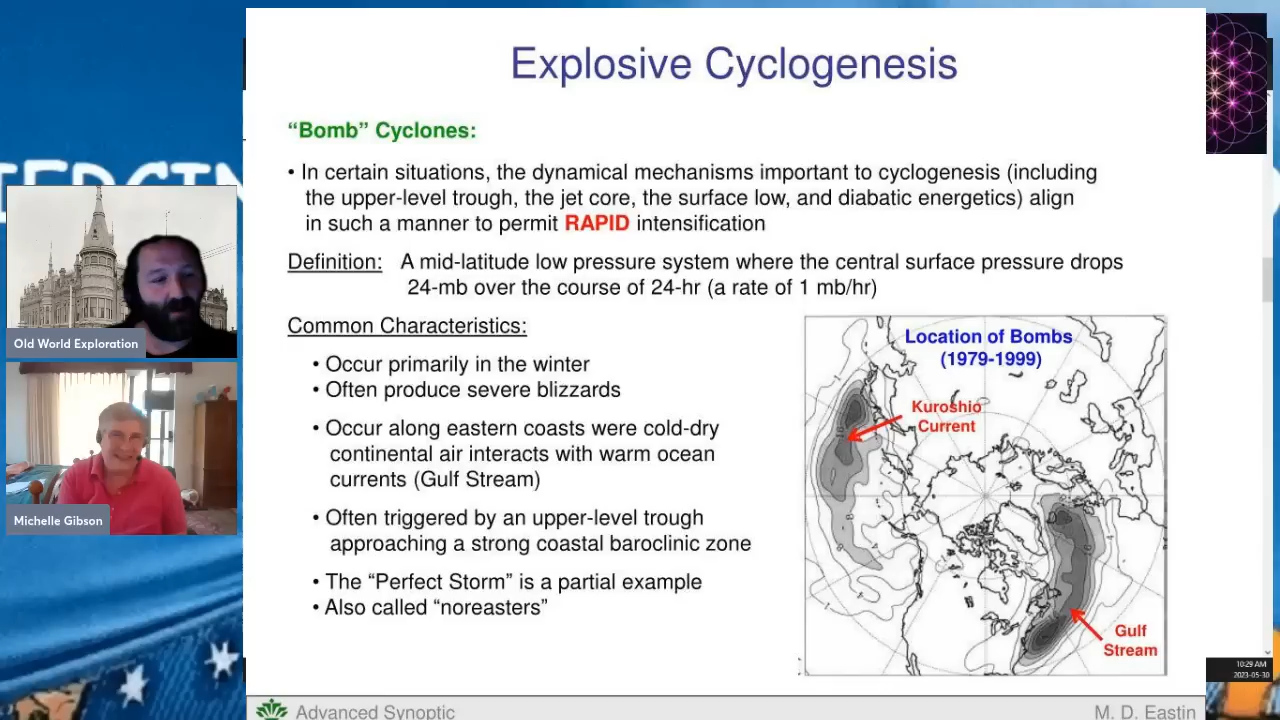 Explosive Cyclogenesis
“Bomb” Cyclones:
• In certain situations, the dynamical mechanisms important to cyclogenesis (including
the upper-level trough, the jet core, the surface low, and diabatic energetics) align
in such a manner to permit RAPID intensification
Definition: A mid-latitude low pressure system where the central surface pressure drops
24-mb over the course of 24-hr (a rate of 1 mb/hr)
Common Characteristics:
• Occur primarily in the winter
• Often produce severe blizzards
• Occur along eastern coasts were cold-dry
continental air interacts with warm ocean
currents (Gulf Stream)
• Often triggered by an upper-level trough
approaching a strong coastal baroclinic zone
• The “Perfect Storm” is a partial example
• Also called “noreasters”
Location of Bombs
(1979-1999)
Kuroshio
Current
Gulf
Stream
Advanced Synoptic
M. D. Eastin
Old World Exploration
Michelle Gibson
10:29 AM
2023-05-30